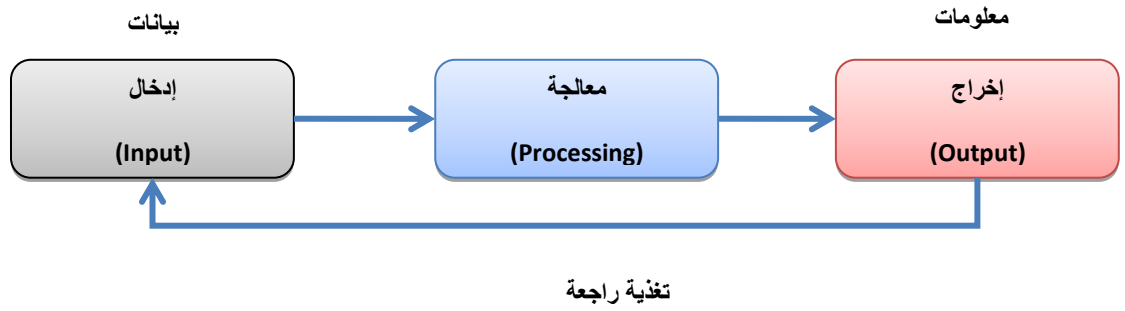 بيانات
معلومات
إدخال
(Input)
معالجة
(Processing)
إخراج
(Output)
تغذية راجعة